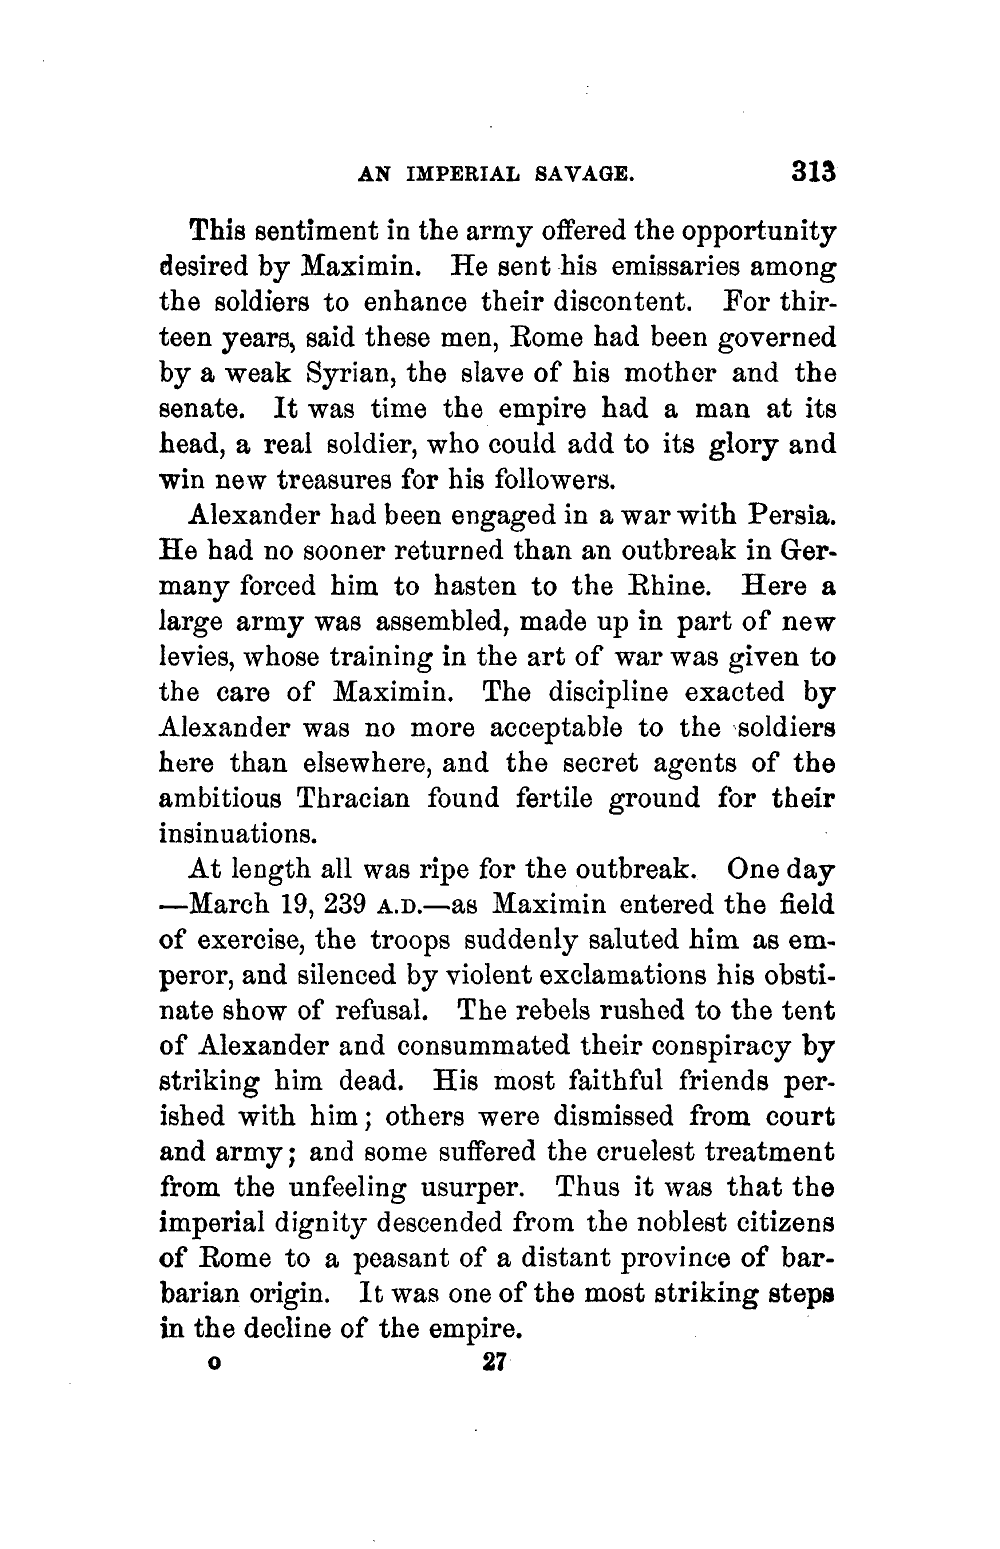 AN IMPERIAL SAVAGE. 313
This sentiment in the army offered the opportunity
desired by Maximin. He sent his emissaries among
the soldiers to enhance their discontent. For thir-
teen years, said these men, Rome had been governed
by a weak Syrian, the slave of his mother and the
senate. It was time the empire had a man at its
head, a real soldier, who could add to its glory and
win new treasures for his followers.
Alexander had been engaged in a war with Persia.
He had no sooner returned than an outbreak in Ger-
many forced him to hasten to the Rhine. Here a
large army was assembled, made up in part of new
levies, whose training in the art of war was given to
the care of Maximin. The discipline exacted by
Alexander was no more acceptable to the soldiers
here than elsewhere, and the secret agents of the
ambitious Thracian found fertile ground for their
insinuations.
At length all was ripe for the outbreak. One day
—March 19, 239 A.D.—as Maximin entered the field
of exercise, the troops suddenly saluted him as em-
peror, and silenced by violent exclamations his obsti-
nate show of refusal. The rebels rushed to the tent
of Alexander and consummated their conspiracy by
striking him dead. His most faithful friends per-
ished with him; others were dismissed from court
and army; and some suffered the cruelest treatment
from the unfeeling usurper. Thus it was that the
imperial dignity descended from the noblest citizens
of Rome to a peasant of a distant province of bar-
barian origin. It was one of the most striking steps
in the decline of the empire.
o 27